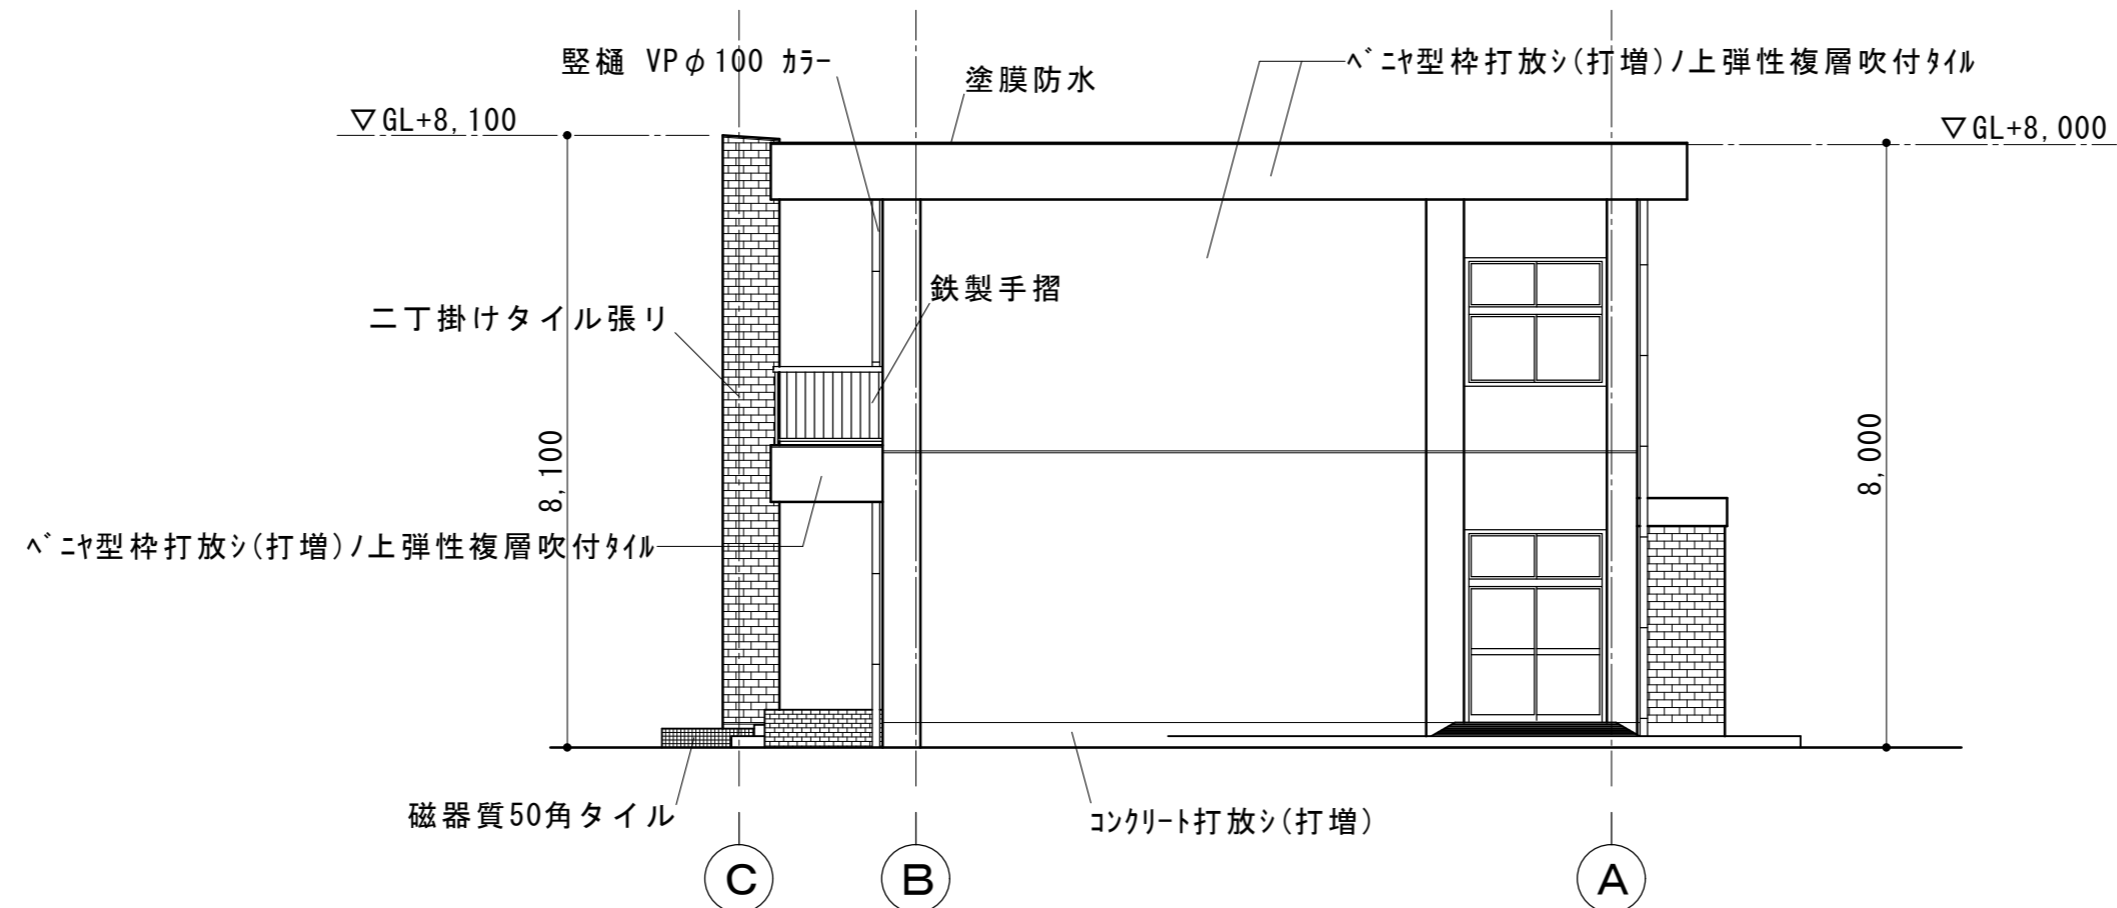 竪樋 VPφ100 ｶﾗｰ
塗膜防水
ﾍﾞﾆﾔ型枠打放ｼ(打増)ﾉ上弾性複層吹付ﾀｲﾙ
▽GL+8,100
▽GL+8,000
鉄製手摺
二丁掛けタイル張リ
8,100
8,000
ﾍﾞﾆﾔ型枠打放ｼ(打増)ﾉ上弾性複層吹付ﾀｲﾙ
磁器質50角タイル
ｺﾝｸﾘｰﾄ打放ｼ(打増)
C
B
A